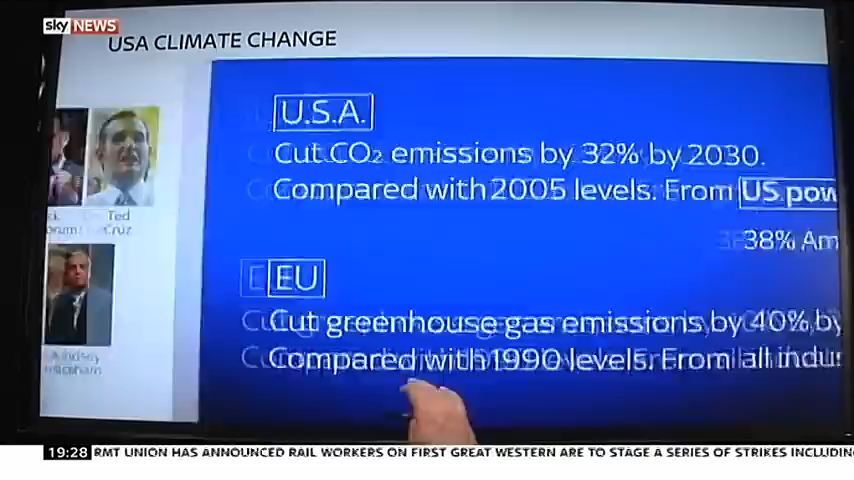 sky NEWS
USA CLIMATE CHANGE
U.S.A.
Cut CO₂ emissions by 32% by 2030.
Compared with 2005 levels. From US pow
Ted
Cruz
38% Am
EU
Cut greenhouse gas emissions by 40% by
Compared with 1990 levels. From all indus
Lindsey
19:28 RMT UNION HAS ANNOUNCED RAIL WORKERS ON FIRST GREAT WESTERN ARE TO STAGE A SERIES OF STRIKES INCLUDING